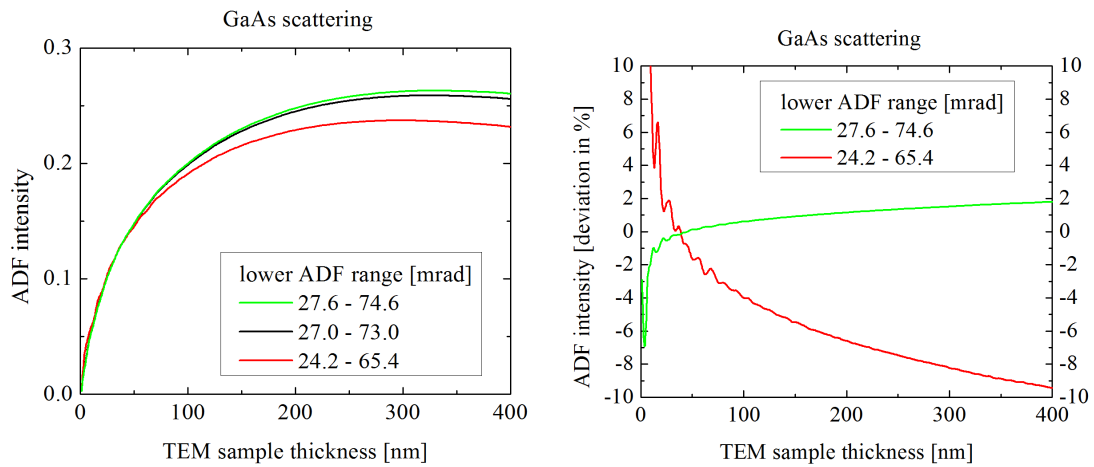 GaAs scattering
0.3
0.2
0.1
0.0
ADF intensity
lower ADF range [mrad]
27.6 - 74.6
27.0 - 73.0
24.2 - 65.4
0 100 200 300 400
TEM sample thickness [nm]
GaAs scattering
10 10
8 8
6 6
4 4
2 2
0 0
-2 -2
-4 -4
-6 -6
-8 -8
-10 -10
ADF intensity [deviation in %]
lower ADF range [mrad]
27.6 - 74.6
24.2 - 65.4
0 100 200 300 400
TEM sample thickness [nm]